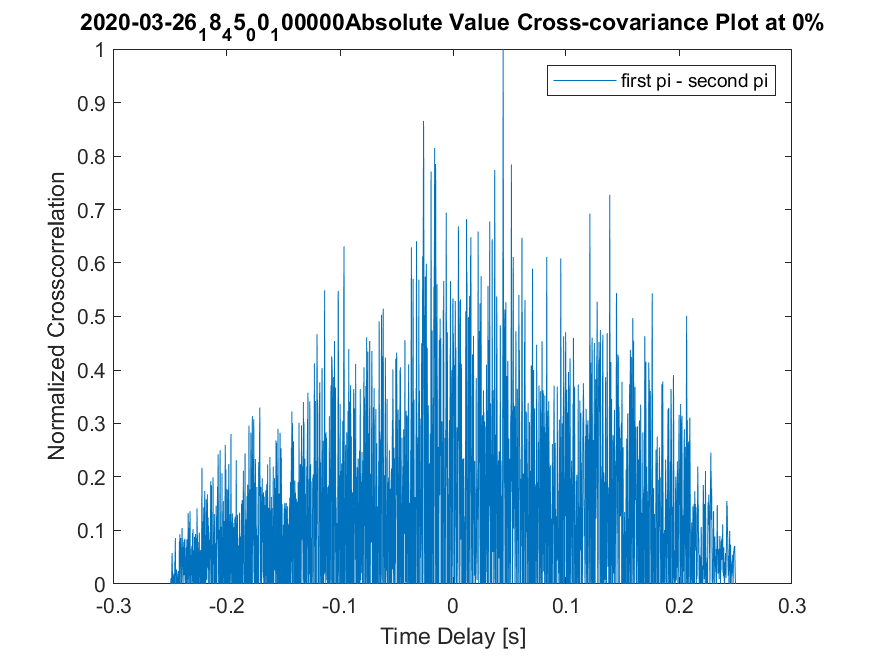 2020-03-26₁8₄5₀0₁00000Absolute Value Cross-covariance Plot at 0%
first pi - second pi
1
0.9
0.8
0.7
0.6
0.5
0.4
0.3
0.2
0.1
0
Normalized Crosscorrelation
-0.3 -0.2 -0.1 0 0.1 0.2 0.3
Time Delay [s]